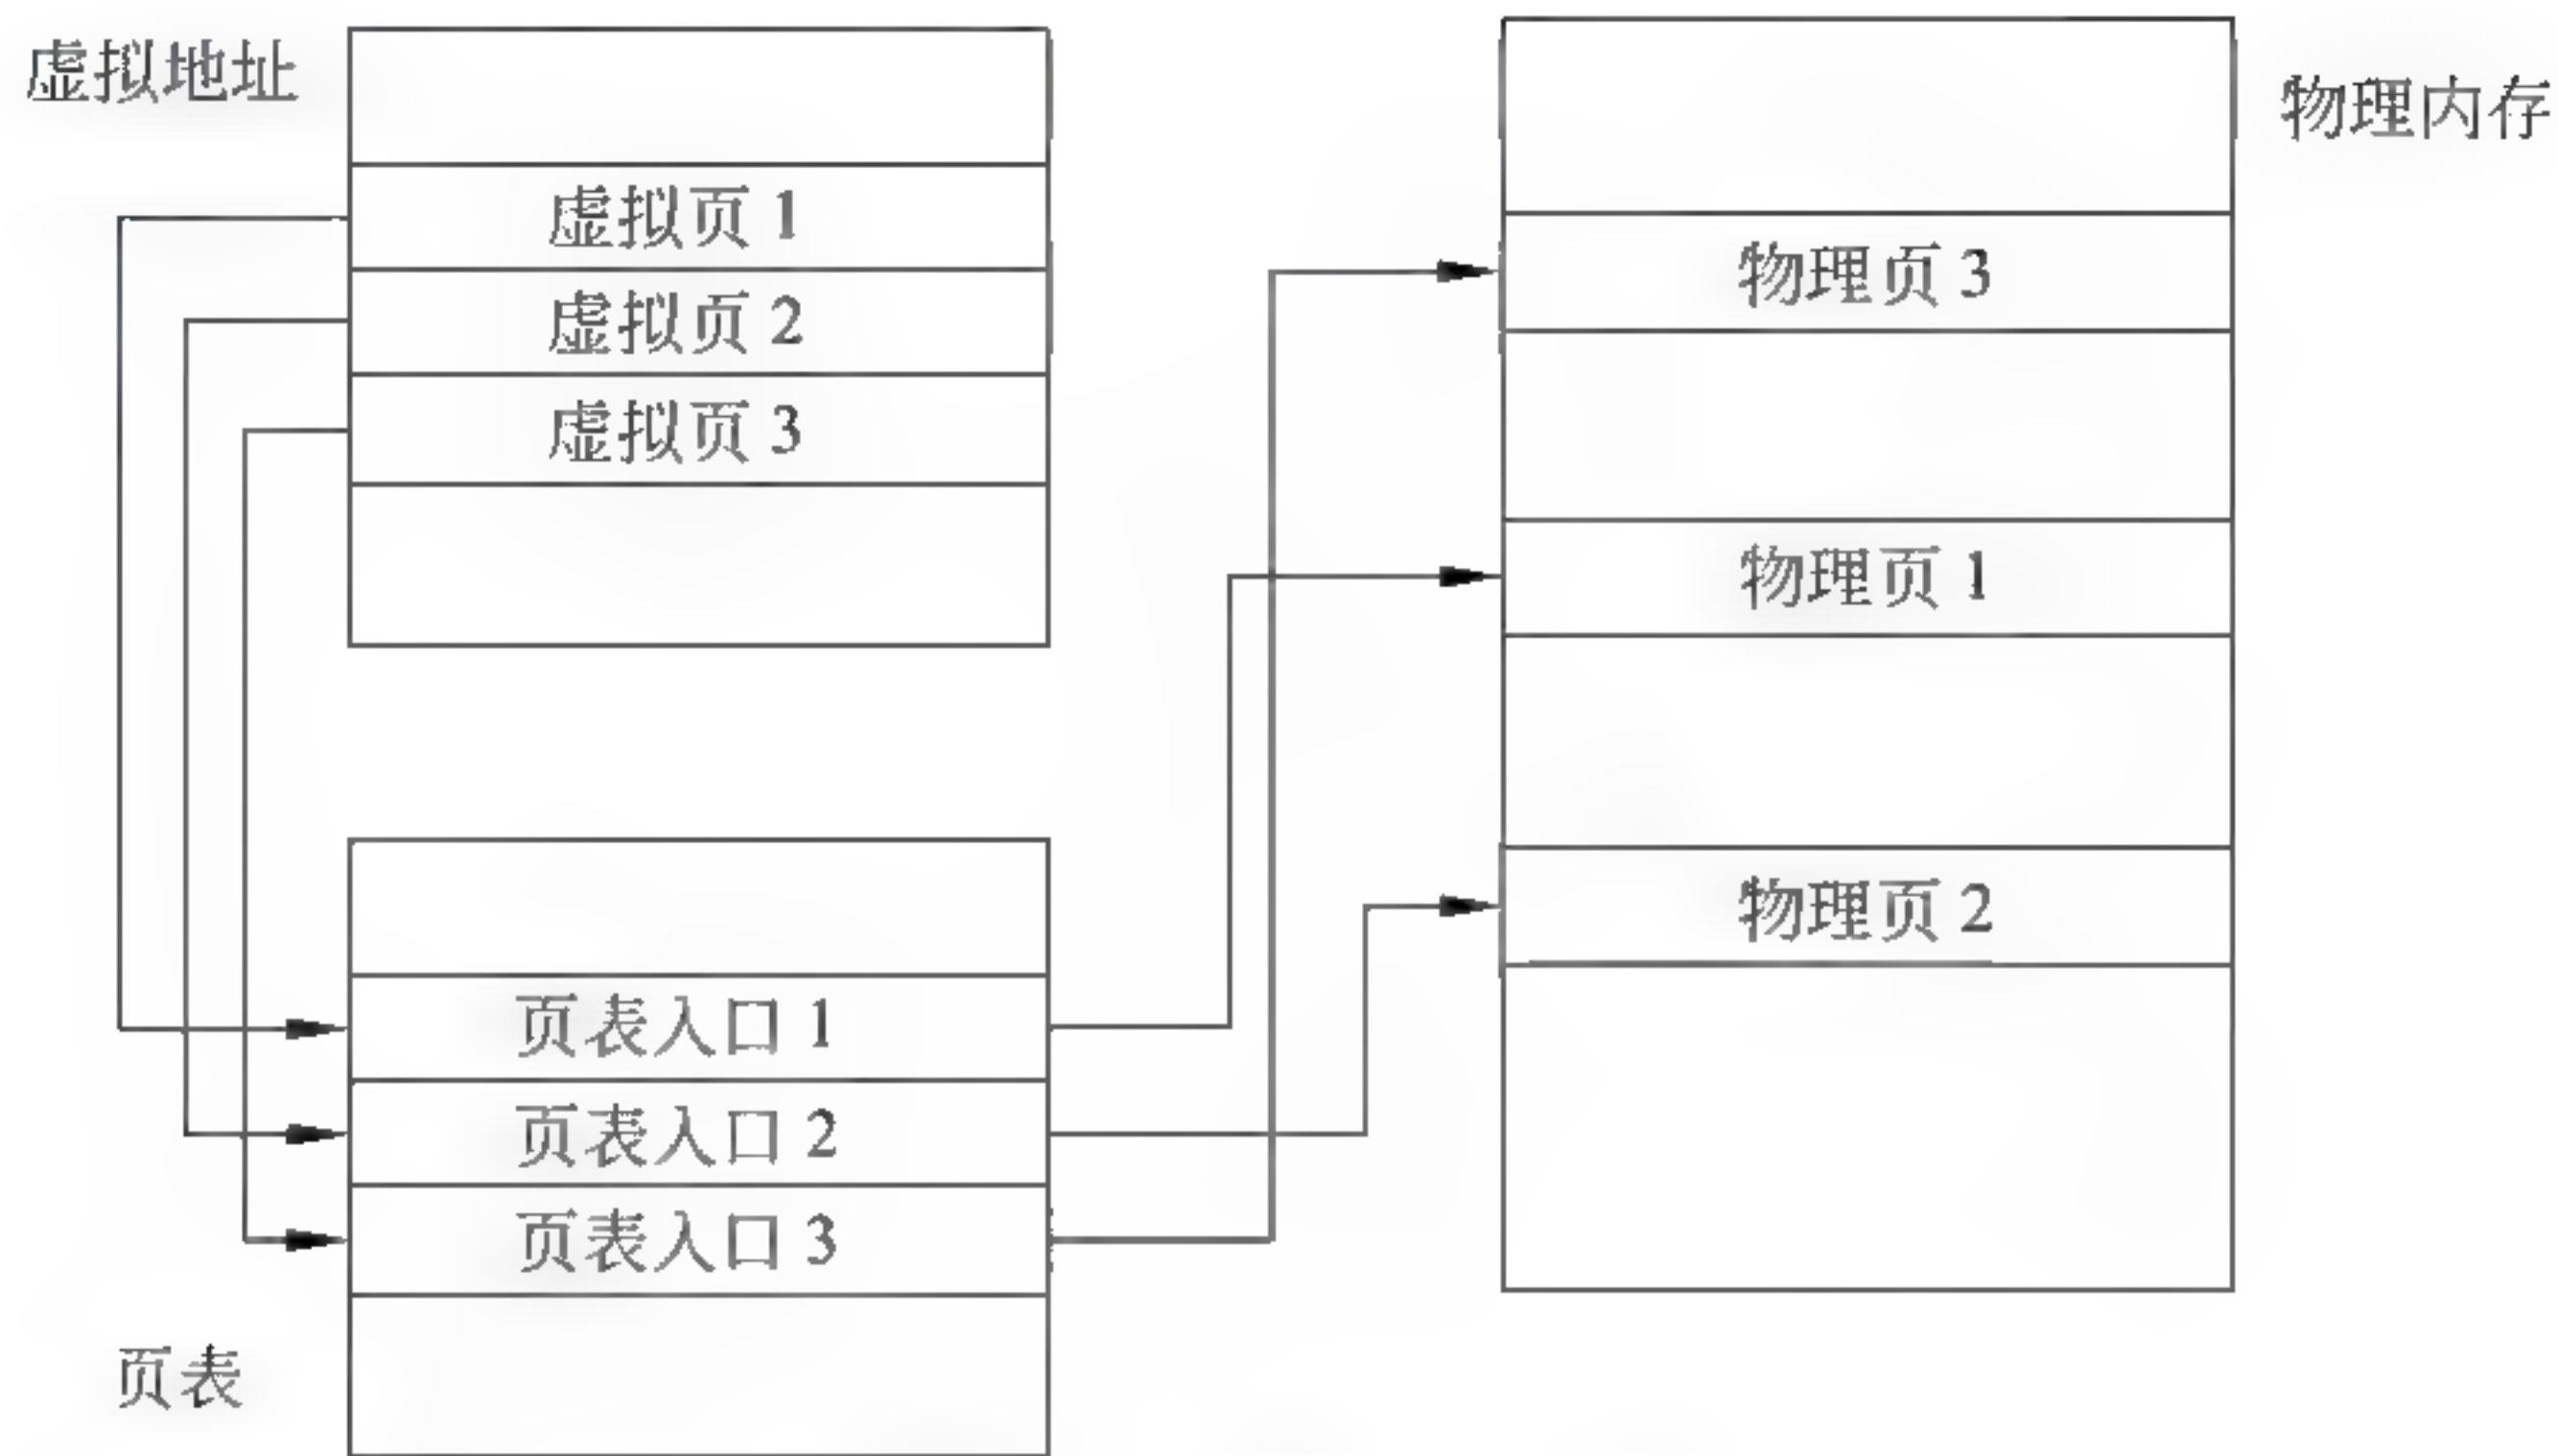 虚拟地址
虚拟页 1
虚拟页 2
虚拟页 3
页表入口 1
页表入口 2
页表入口 3
页表
物理内存
物理页 3
物理页 1
物理页 2